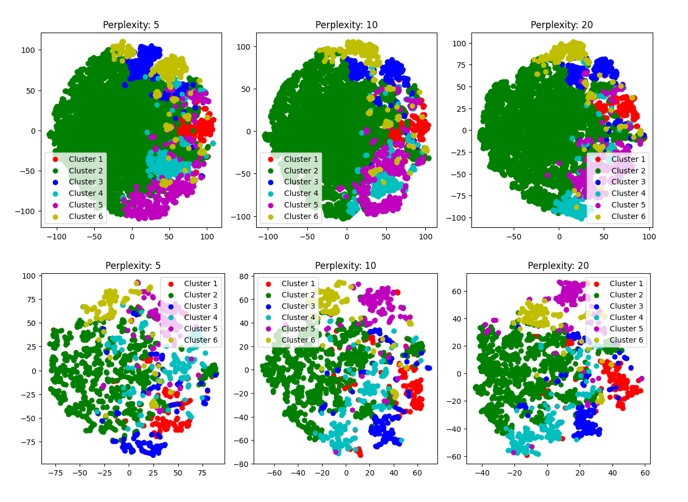 Perplexity: 5
100
50
0
−50
−100
−100
−50
0
50
100
Cluster 1
Cluster 2
Cluster 3
Cluster 4
Cluster 5
Cluster 6
Perplexity: 10
100
50
0
−50
−100
−100
−50
0
50
100
Cluster 1
Cluster 2
Cluster 3
Cluster 4
Cluster 5
Cluster 6
Perplexity: 20
100
75
50
25
0
−25
−50
−75
−100
−50
0
50
100
Cluster 1
Cluster 2
Cluster 3
Cluster 4
Cluster 5
Cluster 6
Perplexity: 5
100
75
50
25
0
−25
−50
−75
−75
−50
−25
0
25
50
75
Cluster 1
Cluster 2
Cluster 3
Cluster 4
Cluster 5
Cluster 6
Perplexity: 10
80
60
40
20
0
−20
−40
−60
−80
−60
−40
−20
0
20
40
60
Cluster 1
Cluster 2
Cluster 3
Cluster 4
Cluster 5
Cluster 6
Perplexity: 20
60
40
20
0
−20
−40
−60
−40
−20
0
20
40
60
Cluster 1
Cluster 2
Cluster 3
Cluster 4
Cluster 5
Cluster 6